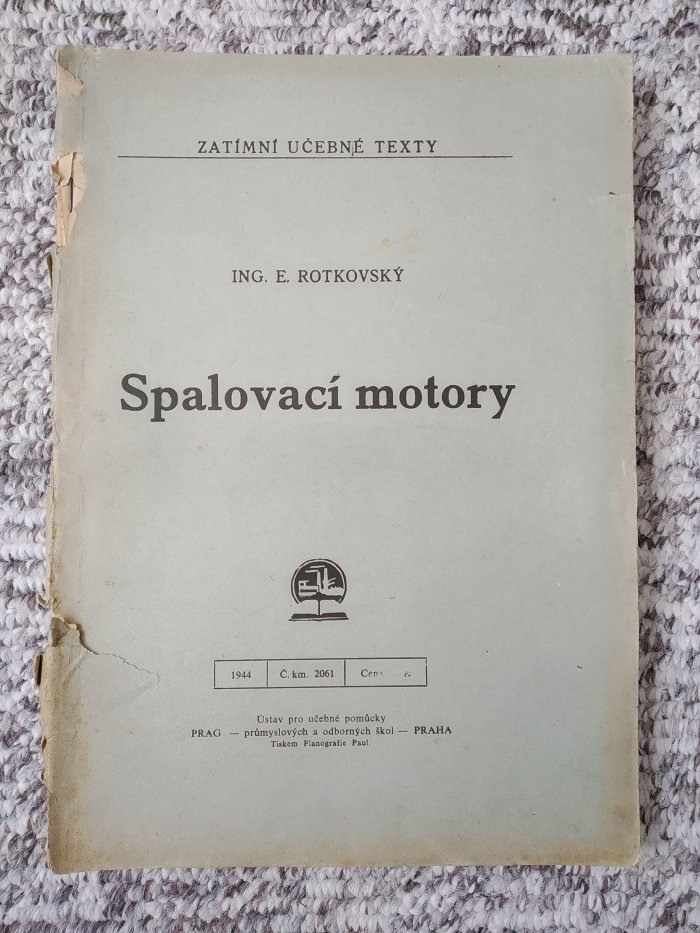 ZATÍMNÍ UČEBNÉ TEXTY
ING. E. ROTKOVSKÝ
Spalovací motory
1944 Č. km. 2061 Cena
Ústav pro učebné pomůcky
PRAG — průmyslových a odborných škol — PRAHA
Tiskem Planografie Paul.